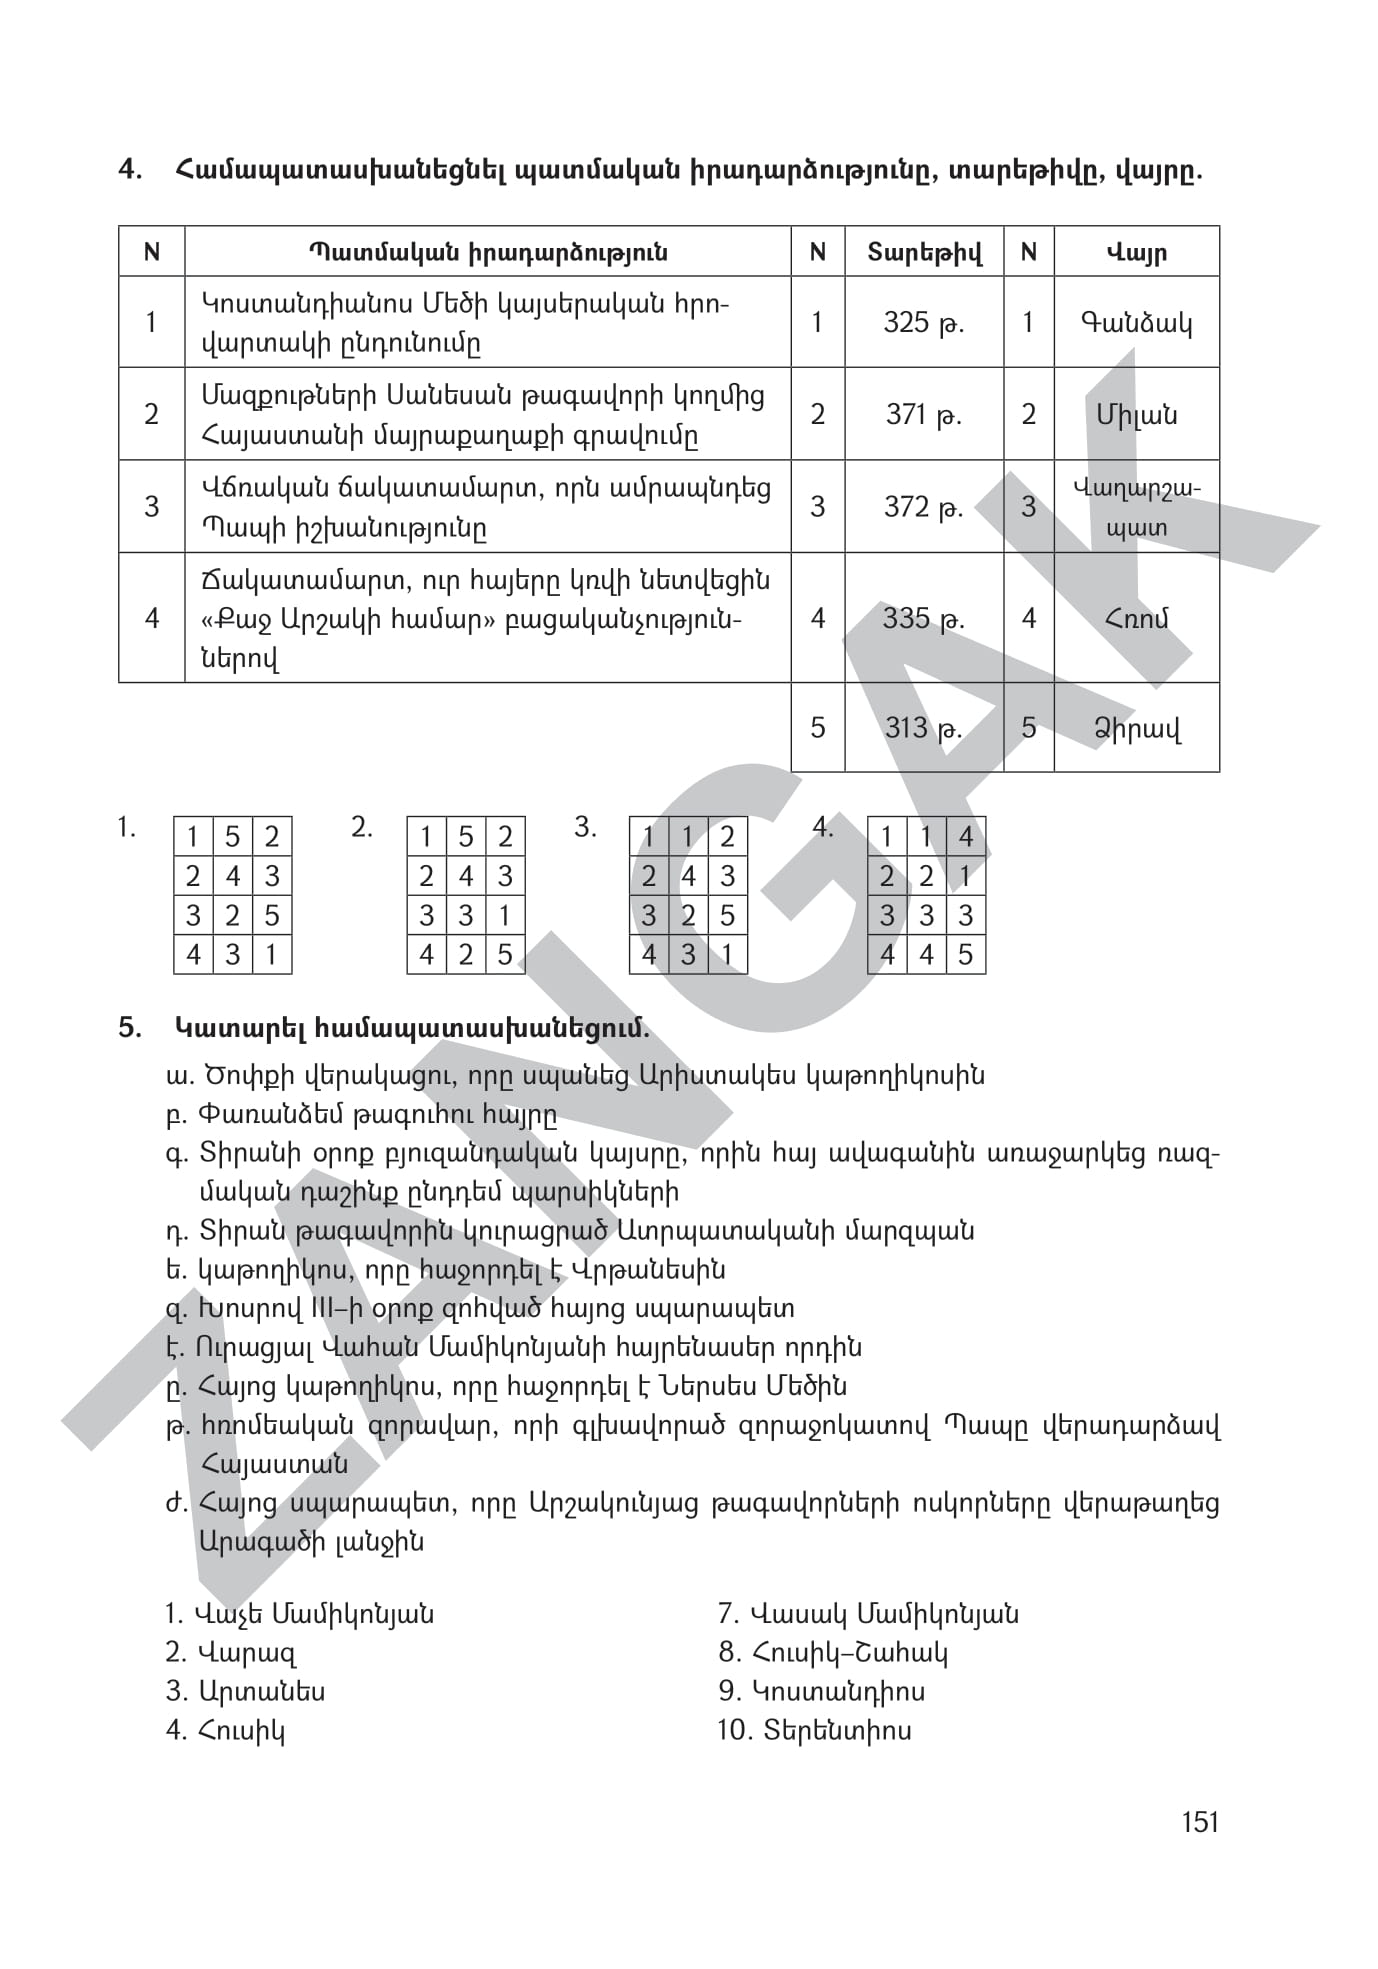 4. Համապատասխանեցնել պատմական իրադարձությունը, տարեթիվը, վայրը.
N Պատմական իրադարձություն N Տարեթիվ N Վայր
1 Կոստանդիանոս Մեծի կայսերական հրո-
վարտակի ընդունումը 1 325 թ. 1 Գանձակ
2 Մազքութների Սանեսան թագավորի կողմից
Հայաստանի մայրաքաղաքի գրավումը 2 371 թ. 2 Միլան
3 Վճռական ճակատամարտ, որն ամրապնդեց
Պապի իշխանությունը 3 372 թ. 3 Վաղարշա-
պատ
4 Ճակատամարտ, ուր հայերը կռվի նետվեցին
«Քաջ Արշակի համար» բացականչություն-
ներով 4 335 թ. 4 Հռոմ
5 313 թ. 5 Ձիրավ
1. 2. 3. 4.
1 5 2 1 5 2 1 1 2 1 1 4
2 4 3 2 4 3 2 4 3 2 2 1
3 2 5 3 3 1 3 2 5 3 3 3
4 3 1 4 2 5 4 3 1 4 4 5
5. Կատարել համապատասխանեցում.
ա. Ծոփքի վերակացու, որը սպանեց Արիստակես կաթողիկոսին
բ. Փառանձեմ թագուհու հայրը
գ. Տիրանի օրոք բյուզանդական կայսրը, որին հայ ավագանին առաջարկեց ռազ-
մական դաշինք ընդդեմ պարսիկների
դ. Տիրան թագավորին կուրացրած Ատրպատականի մարզպան
ե. կաթողիկոս, որը հաջորդել է Վրթանեսին
զ. Խոսրով III–ի օրոք զոհված հայոց սպարապետ
է. Ուրացյալ Վահան Մամիկոնյանի հայրենասեր որդին
ը. Հայոց կաթողիկոս, որը հաջորդել է Ներսես Մեծին
թ. հռոմեական զորավար, որի գլխավորած զորաջոկատով Պապը վերադարձավ
Հայաստան
ժ. Հայոց սպարապետ, որը Արշակունյաց թագավորների ոսկորները վերաթաղեց
Արագածի լանջին
1. Վաչե Մամիկոնյան
2. Վարազ
3. Արտանես
4. Հուսիկ
7. Վասակ Մամիկոնյան
8. Հուսիկ–Շահակ
9. Կոստանդիոս
10. Տերենտիոս
151
ZANGAK